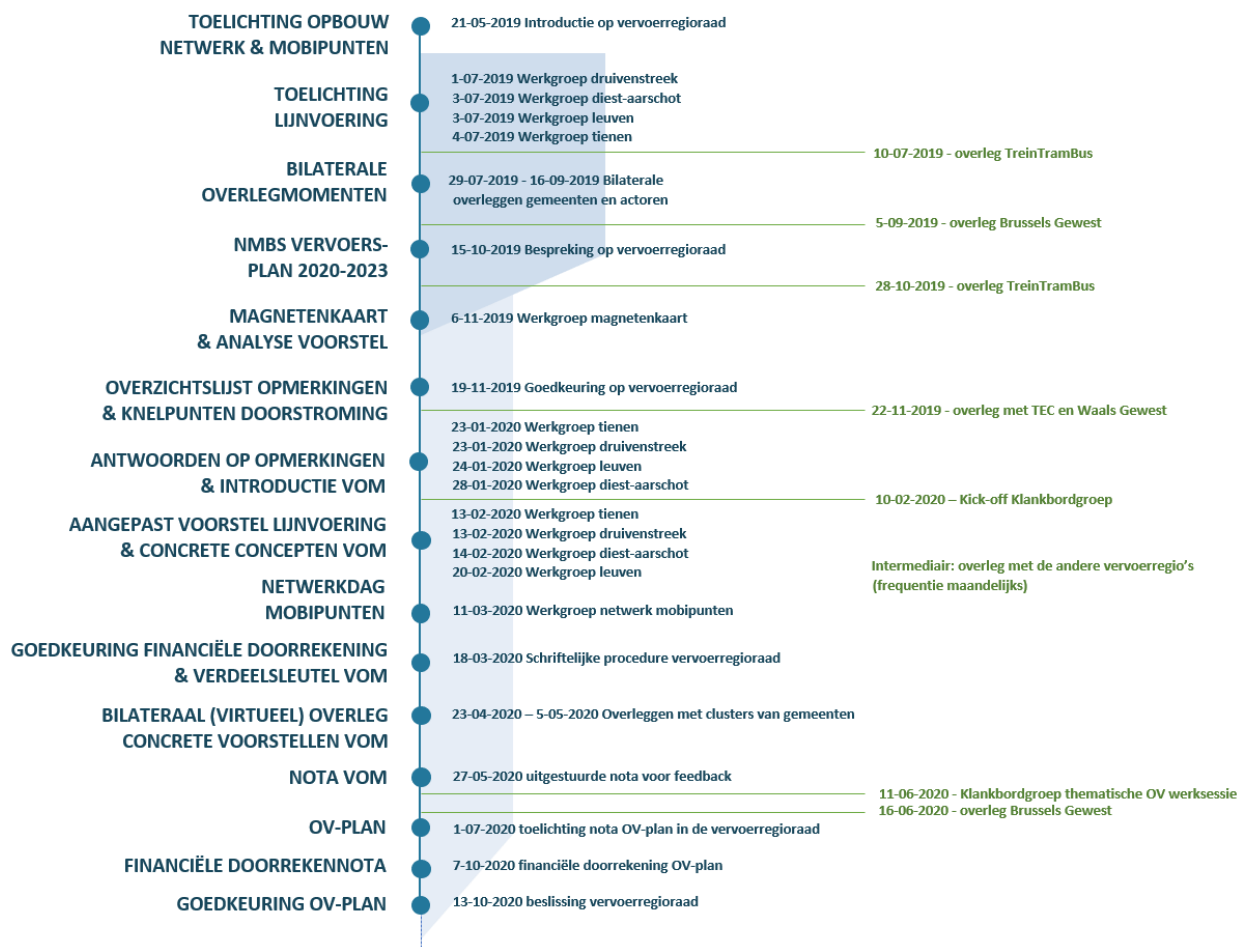 TOELICHTING OPBOUW
NETWERK & MOBIPUNTEN
21-05-2019 Introductie op vervoerregioraad
TOELICHTING
LIJNVOERING
1-07-2019 Werkgroep druivenstreek
3-07-2019 Werkgroep diest-aarschot
3-07-2019 Werkgroep leuven
4-07-2019 Werkgroep tienen
10-07-2019 - overleg TreinTramBus
BILATERALE
OVERLEGMOMENTEN
29-07-2019 - 16-09-2019 Bilaterale
overleggen gemeenten en actoren
5-09-2019 - overleg Brussels Gewest
NMBS VERVOERS-
PLAN 2020-2023
15-10-2019 Bespreking op vervoerregioraad
28-10-2019 - overleg TreinTramBus
MAGNETENKAART
& ANALYSE VOORSTEL
6-11-2019 Werkgroep magnetenkaart
OVERZICHTSLIJST OPMERKINGEN
& KNELPUNTEN DOORSTROMING
19-11-2019 Goedkeuring op vervoerregioraad
22-11-2019 - overleg met TEC en Waals Gewest
ANTWOORDEN OP OPMERKINGEN
& INTRODUCTIE VOM
23-01-2020 Werkgroep tienen
23-01-2020 Werkgroep druivenstreek
24-01-2020 Werkgroep leuven
28-01-2020 Werkgroep diest-aarschot
10-02-2020 – Kick-off Klankbordgroep
AANGEPAST VOORSTEL LIJNVOERING
& CONCRETE CONCEPTEN VOM
13-02-2020 Werkgroep tienen
13-02-2020 Werkgroep druivenstreek
14-02-2020 Werkgroep diest-aarschot
20-02-2020 Werkgroep leuven
Intermediair: overleg met de andere vervoerregio's
(frequentie maandelijks)
NETWERKDAG
MOBIPUNTEN
11-03-2020 Werkgroep netwerk mobipunten
GOEDKEURING FINANCIËLE DOORREKENING
& VERDEELSLEUTEL VOM
18-03-2020 Schriftelijke procedure vervoerregioraad
BILATERAAL (VIRTUEEL) OVERLEG
CONCRETE VOORSTELLEN VOM
23-04-2020 – 5-05-2020 Overleggen met clusters van gemeenten
NOTA VOM
27-05-2020 uitgestuurde nota voor feedback
11-06-2020 - Klankbordgroep thematische OV werksessie
16-06-2020 - overleg Brussels Gewest
OV-PLAN
1-07-2020 toelichting nota OV-plan in de vervoerregioraad
FINANCIËLE DOORREKENNOTA
7-10-2020 financiële doorrekening OV-plan
GOEDKEURING OV-PLAN
13-10-2020 beslissing vervoerregioraad